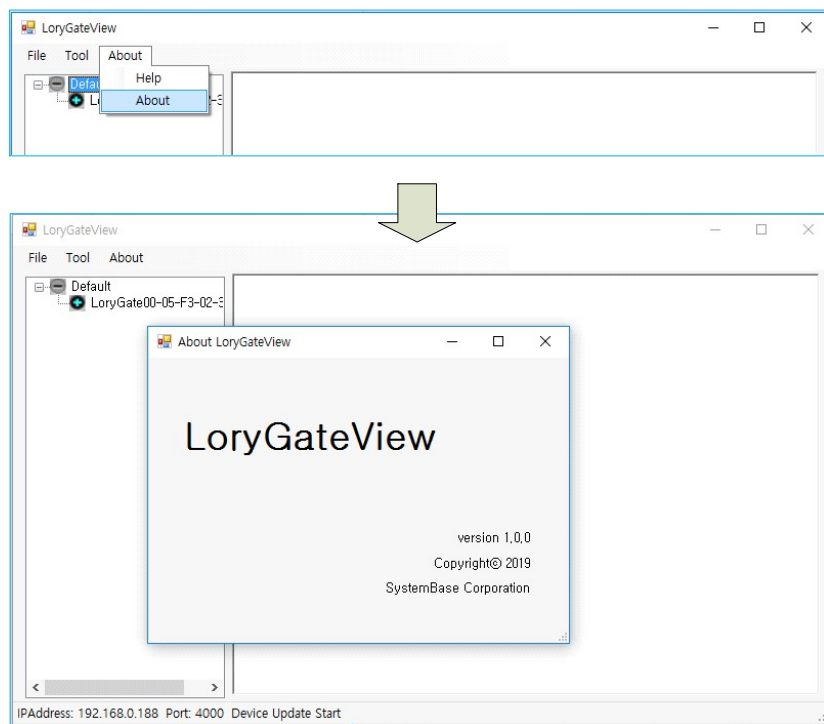 LoryGateView
File Tool About
Help
About
LoryGateView
File Tool About
Default
LoryGate00-05-F3-02-3
About LoryGateView
LoryGateView
version 1,0,0
Copyright© 2019
SystemBase Corporation
IPAddress: 192.168.0.188 Port: 4000 Device Update Start